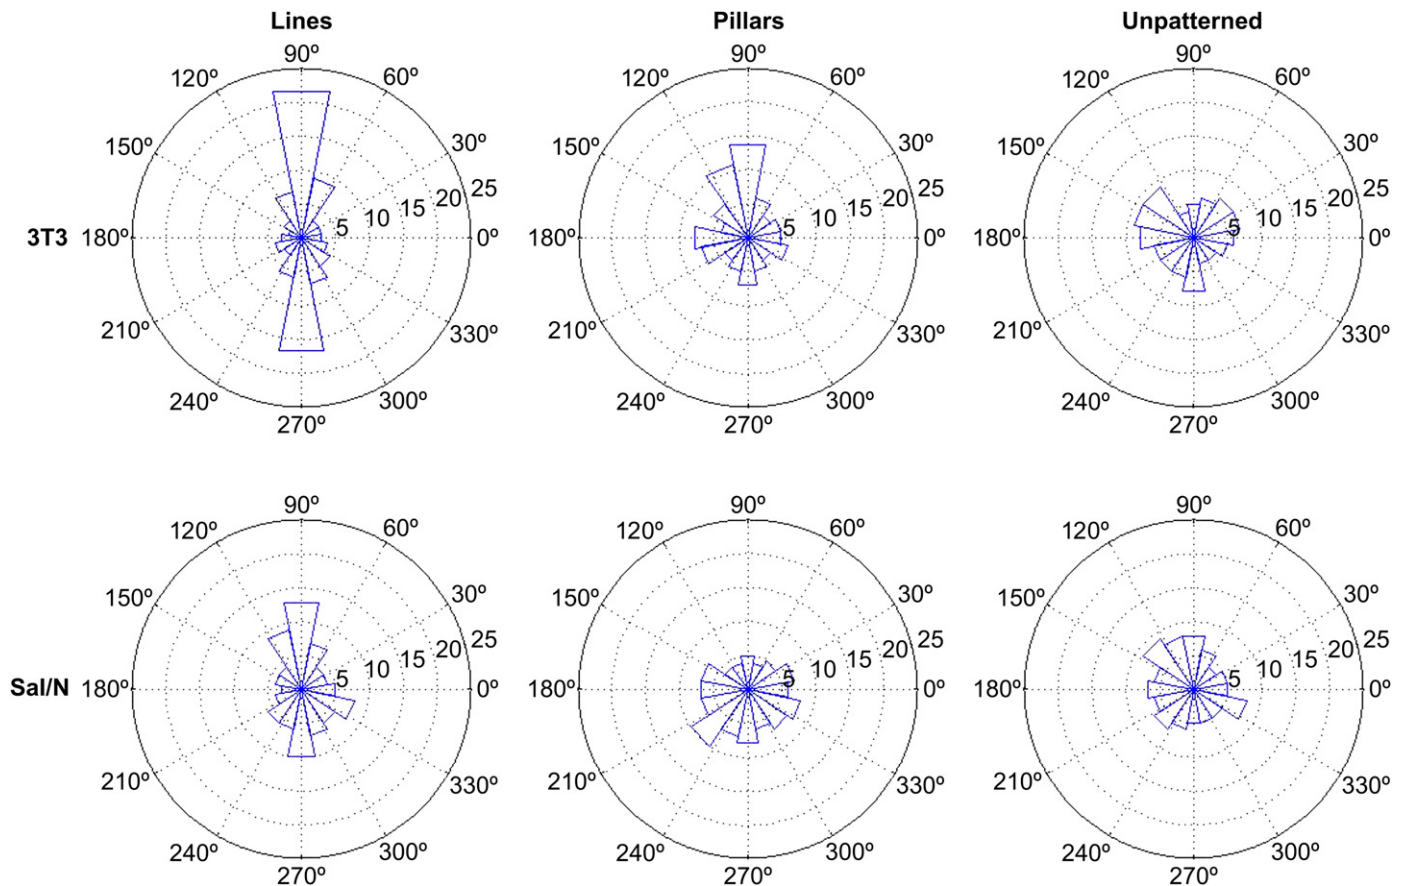 Lines Pillars Unpatterned
90º 90º 90º
120º 60º 120º 60º 120º 60º
150º 30º 150º 30º 150º 30º
5 10 15 20 25 5 10 15 20 25 5 10 15 20 25
3T3 180º 0º 180º 0º 180º 0º
210º 330º 210º 330º 210º 330º
240º 300º 240º 300º 240º 300º
270º 270º 270º
90º 90º 90º
120º 60º 120º 60º 120º 60º
150º 30º 150º 30º 150º 30º
5 10 15 20 25 5 10 15 20 25 5 10 15 20 25
Sal/N 180º 0º 180º 0º 180º 0º
210º 330º 210º 330º 210º 330º
240º 300º 240º 300º 240º 300º
270º 270º 270º